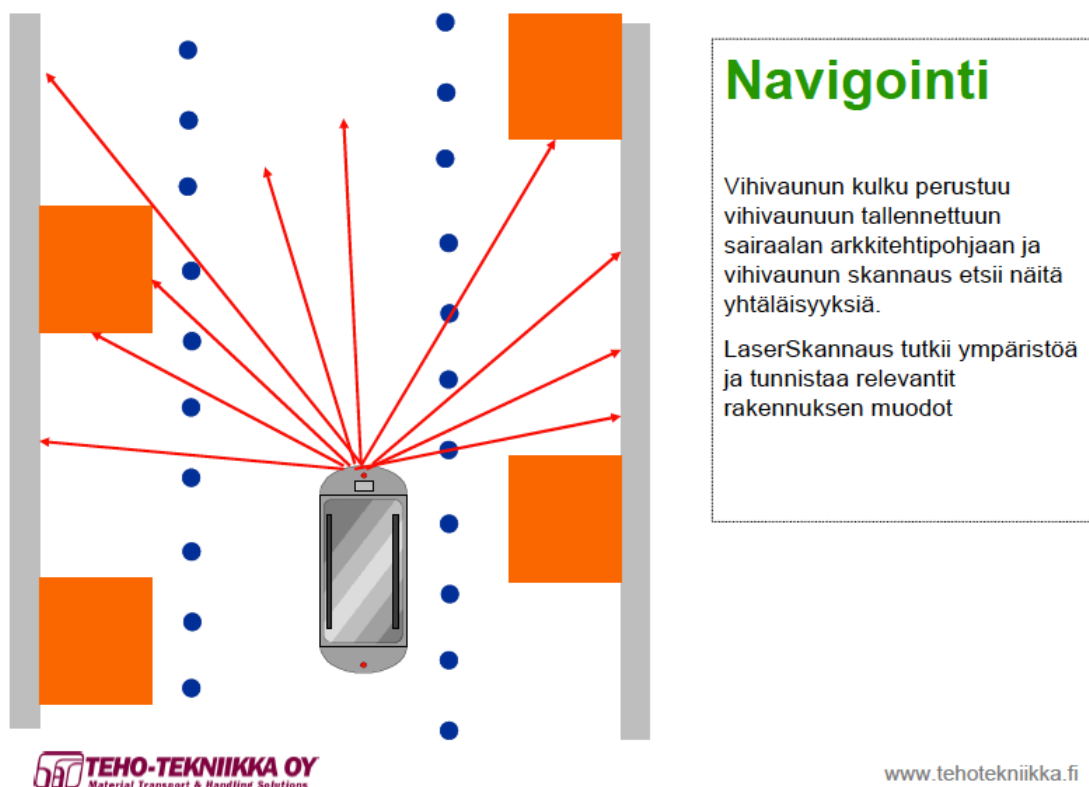 Navigointi
Vihivaunun kulku perustuu
vihivaunuun tallennettuun
sairaalan arkkitehtipohjaan ja
vihivaunun skannaus etsii näitä
yhtäläisyyksiä.
LaserSkannaus tutkii ympäristöä
ja tunnistaa relevantit
rakennuksen muodot
TEHO-TEKNIIKKA OY
Material Transport & Handling Solutions
www.tehotekniikka.fi